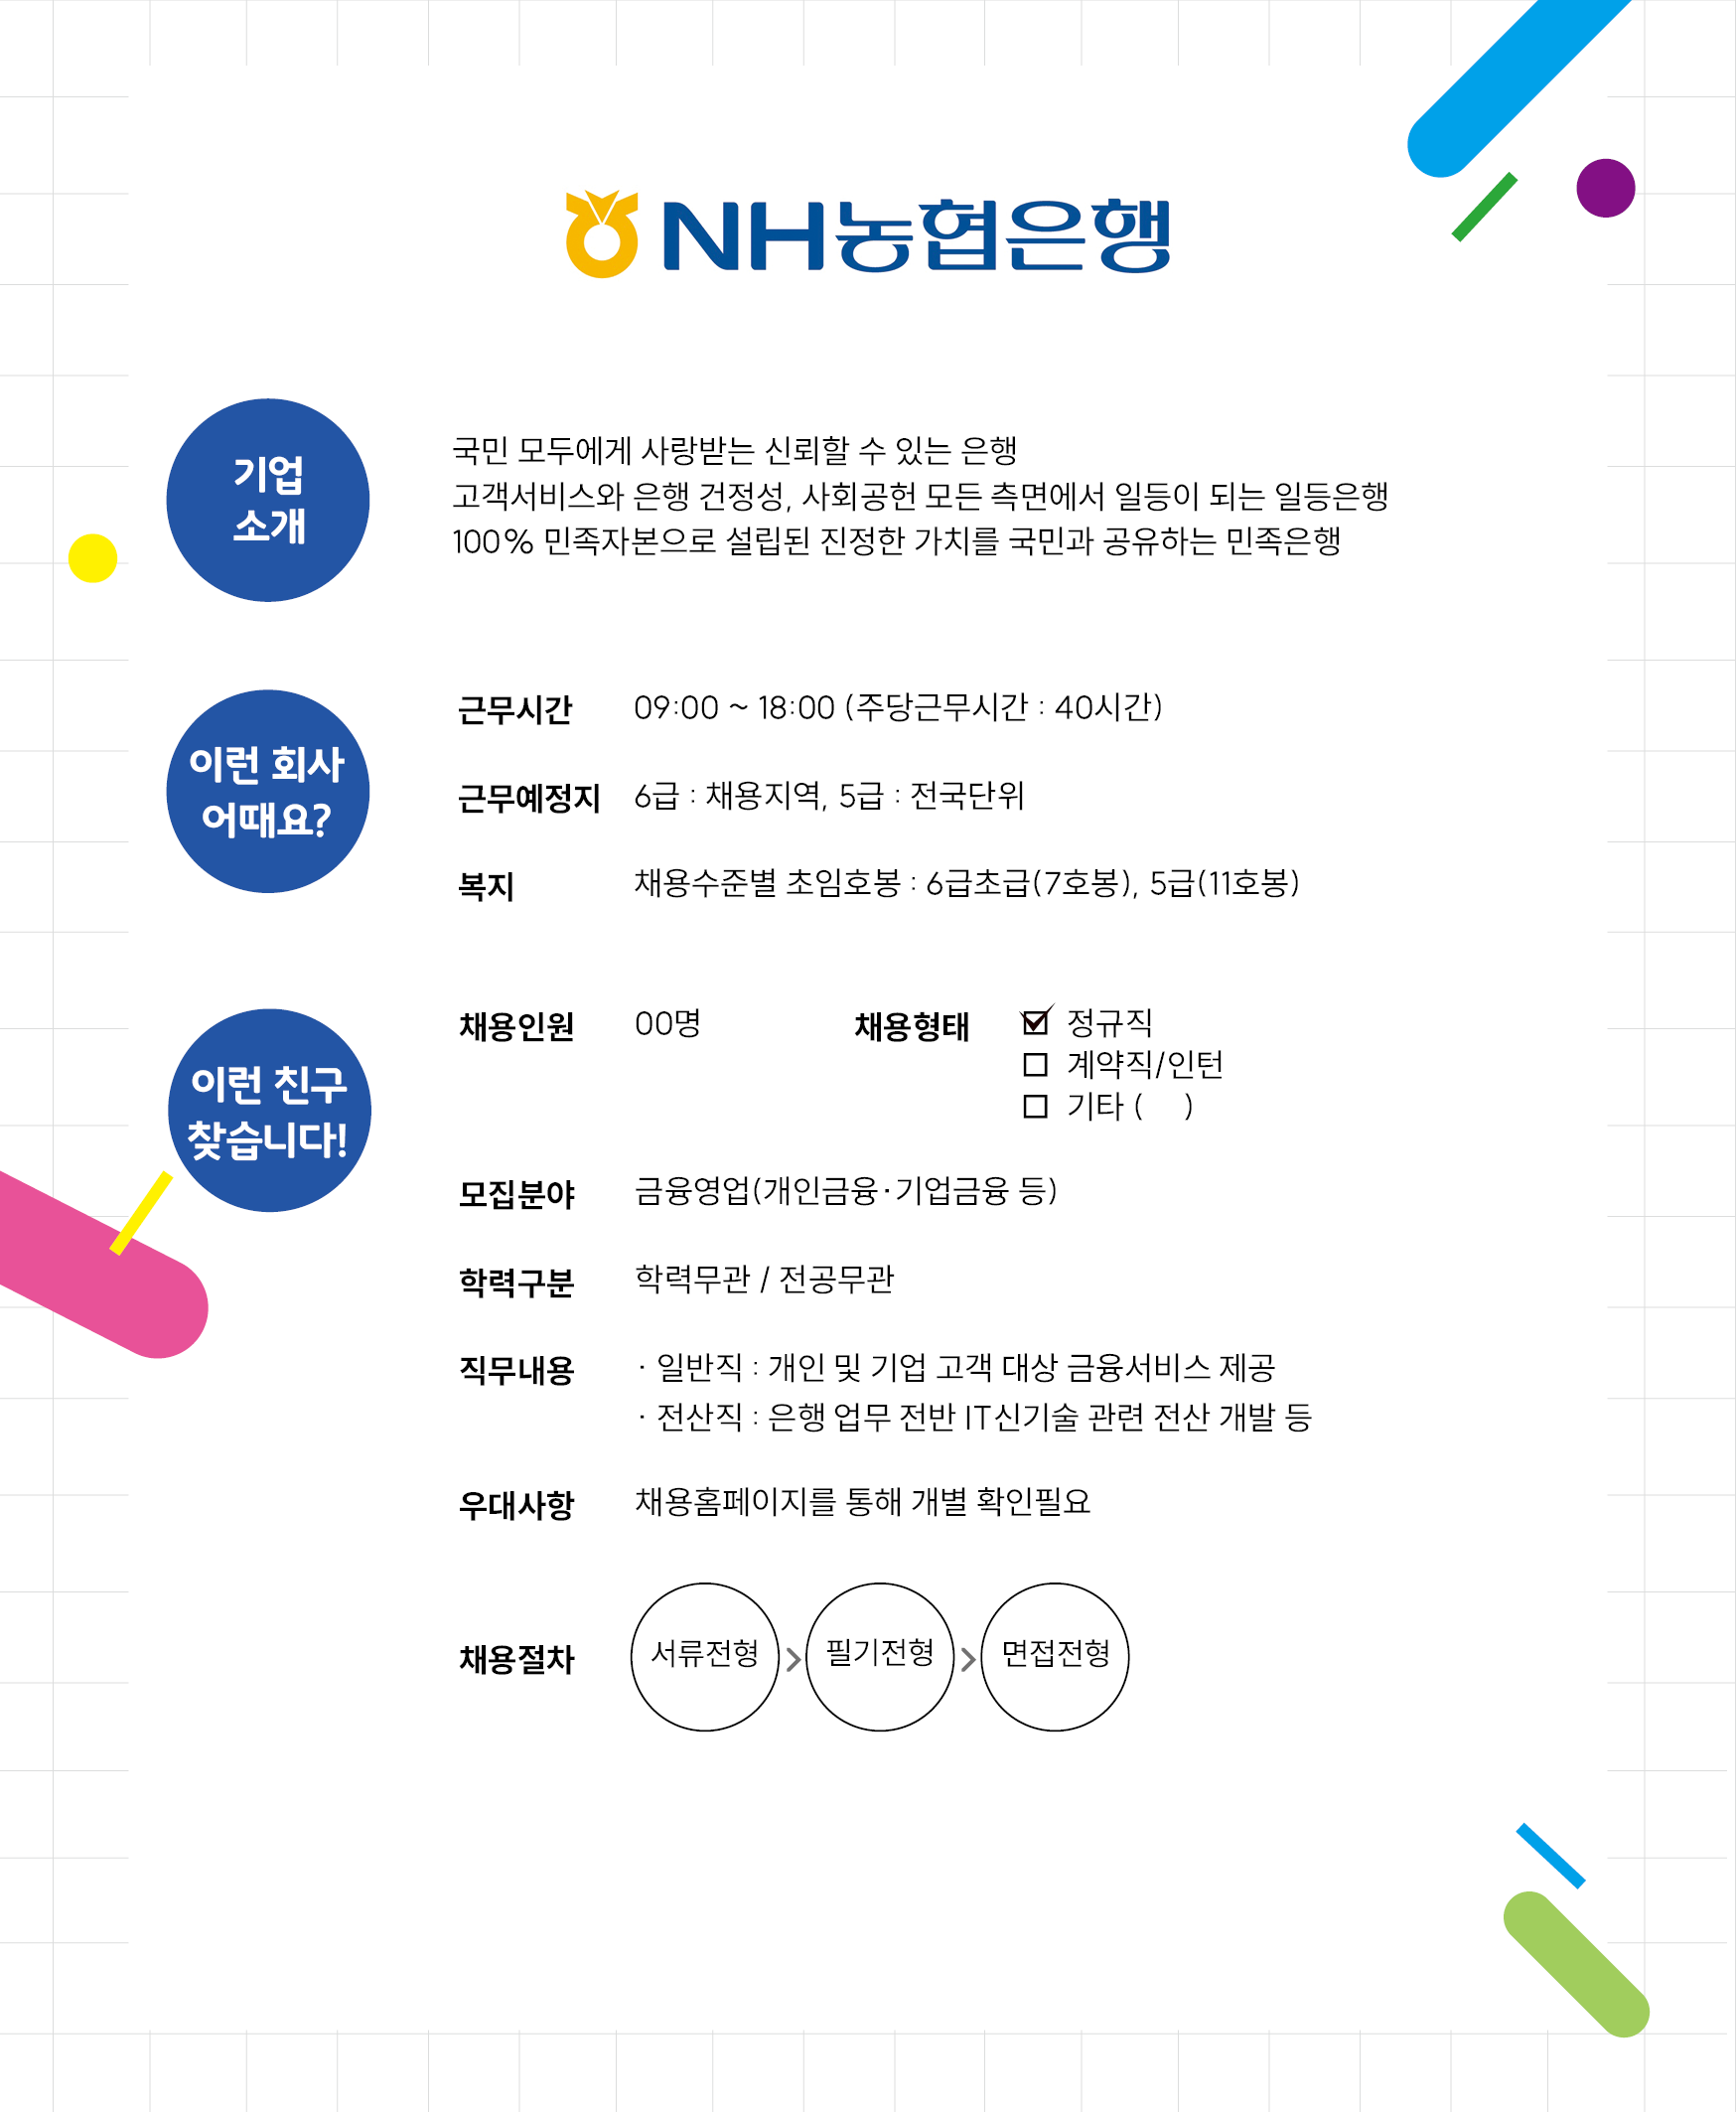 NH농협은행
기업
소개
국민 모두에게 사랑받는 신뢰할 수 있는 은행
고객서비스와 은행 건정성, 사회공헌 모든 측면에서 일등이 되는 일등은행
100% 민족자본으로 설립된 진정한 가치를 국민과 공유하는 민족은행
이런 회사
어때요?
근무시간 09:00 ~ 18:00 (주당근무시간 : 40시간)
근무예정지 6급 : 채용지역, 5급 : 전국단위
복지 채용수준별 초임호봉 : 6급초급(7호봉), 5급(11호봉)
이런 친구
찾습니다!
채용인원 00명 채용형태 ☑ 정규직
□ 계약직/인턴
□ 기타 ( )
모집분야 금융영업(개인금융·기업금융 등)
학력구분 학력무관 / 전공무관
직무내용 · 일반직 : 개인 및 기업 고객 대상 금융서비스 제공
· 전산직 : 은행 업무 전반 IT신기술 관련 전산 개발 등
우대사항 채용홈페이지를 통해 개별 확인필요
채용절차 서류전형 > 필기전형 > 면접전형